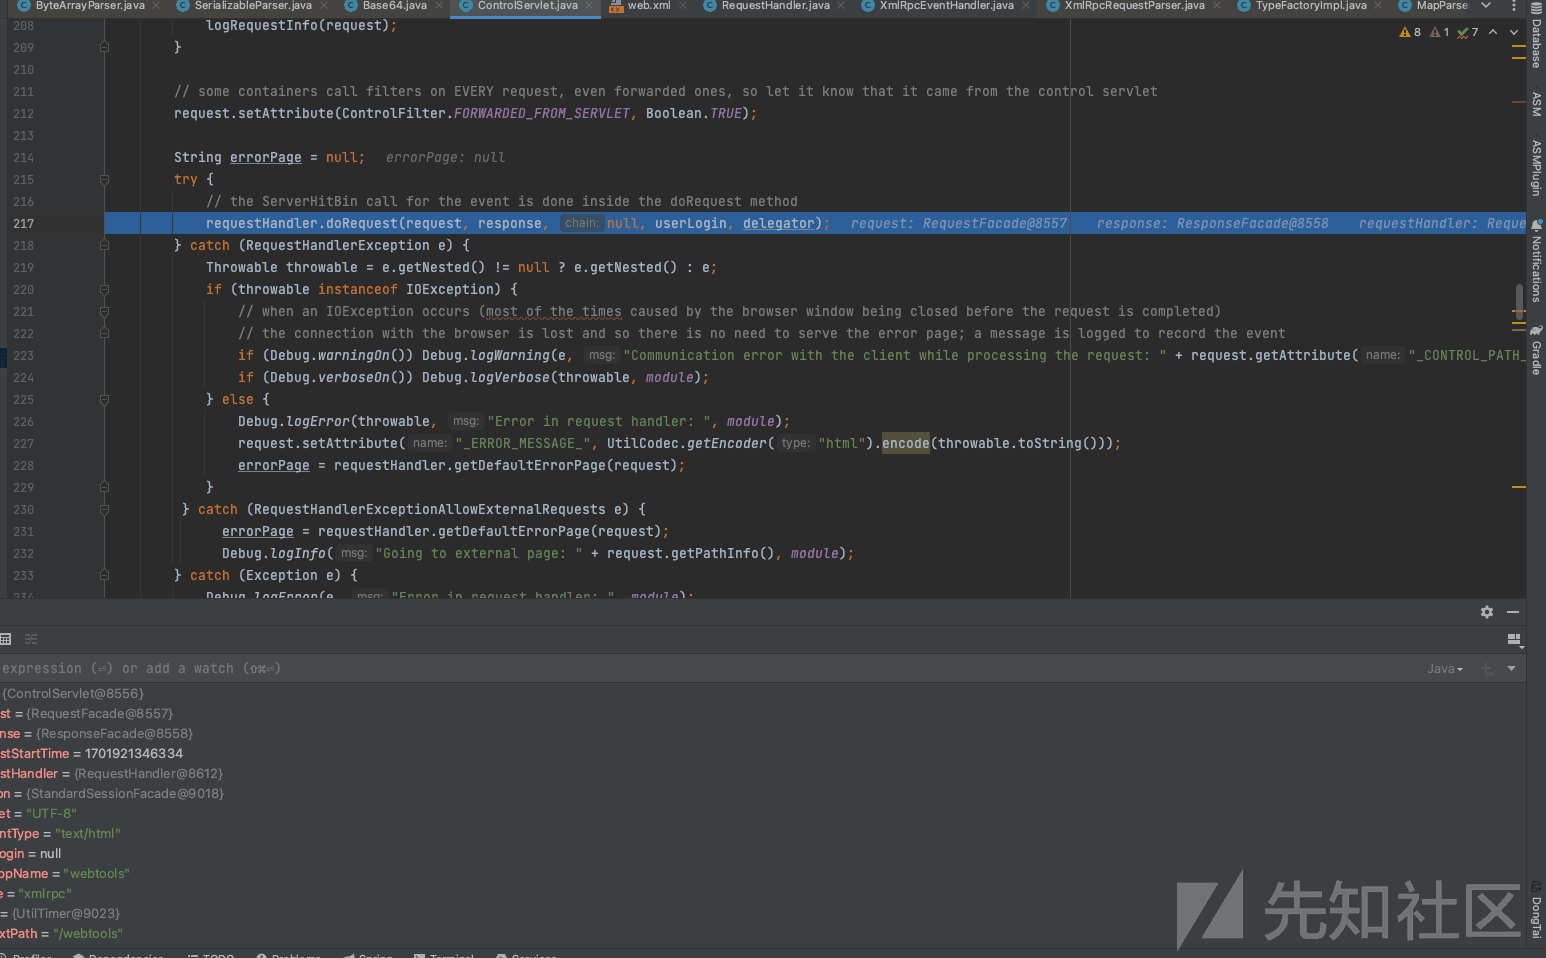 ByteArrayParser.java SerializableParser.java Base64.java ControlServlet.java web.xml RequestHandler.java XmlRpcEventHandler.java XmlRpcRequestParser.java TypeFactoryImpl.java MapParse
8 1 7
208 logRequestInfo(request);
209 }
210
211 // some containers call filters on EVERY request, even forwarded ones, so let it know that it came from the control servlet
212 request.setAttribute(ControlFilter.FORWARDED_FROM_SERVLET, Boolean.TRUE);
213
214 String errorPage = null; errorPage: null
215 try {
216 // the ServerHitBin call for the event is done inside the doRequest method
217 requestHandler.doRequest(request, response, chain: null, userLogin, delegator); request: RequestFacade@8557 response: ResponseFacade@8558 requestHandler: Reque
218 } catch (RequestHandlerException e) {
219 Throwable throwable = e.getNested() != null ? e.getNested() : e;
220 if (throwable instanceof IOException) {
221 // when an IOException occurs (most of the times caused by the browser window being closed before the request is completed)
222 // the connection with the browser is lost and so there is no need to serve the error page; a message is logged to record the event
223 if (Debug.warningOn()) Debug.logWarning(e, msg: "Communication error with the client while processing the request: " + request.getAttribute( name: "_CONTROL_PATH_
224 if (Debug.verboseOn()) Debug.logVerbose(throwable, module);
225 } else {
226 Debug.logError(throwable, msg: "Error in request handler: ", module);
227 request.setAttribute( name: "_ERROR_MESSAGE_", UtilCodec.getEncoder( type: "html").encode(throwable.toString()));
228 errorPage = requestHandler.getDefaultErrorPage(request);
229 }
230 } catch (RequestHandlerExceptionAllowExternalRequests e) {
231 errorPage = requestHandler.getDefaultErrorPage(request);
232 Debug.logInfo( msg: "Going to external page: " + request.getPathInfo(), module);
233 } catch (Exception e) {
234 Debug.logError(e, msg: "Error in request handler: ", module);
expression (⏎) or add a watch (⇧⌘⏎)
Java
{ControlServlet@8556}
st = {RequestFacade@8557}
nse = {ResponseFacade@8558}
stStartTime = 1701921346334
stHandler = {RequestHandler@8612}
on = {StandardSessionFacade@9018}
et = "UTF-8"
ntType = "text/html"
ogin = null
ppName = "webtools"
e = "xmlrpc"
= {UtilTimer@9023}
xtPath = "/webtools"
Profiler Dependencies TODO Problems Spring Terminal Services
Database
ASM
ASMPlugin
Notifications
Gradle
DongTai
先知社区